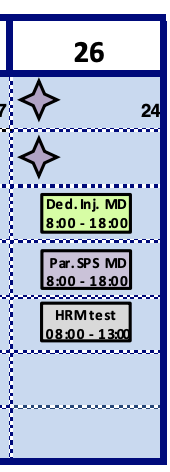 26
7
24
Ded. Inj. MD
8:00 - 18:00
Par. SPS MD
8:00 - 18:00
HRM test
08:00 - 13:00